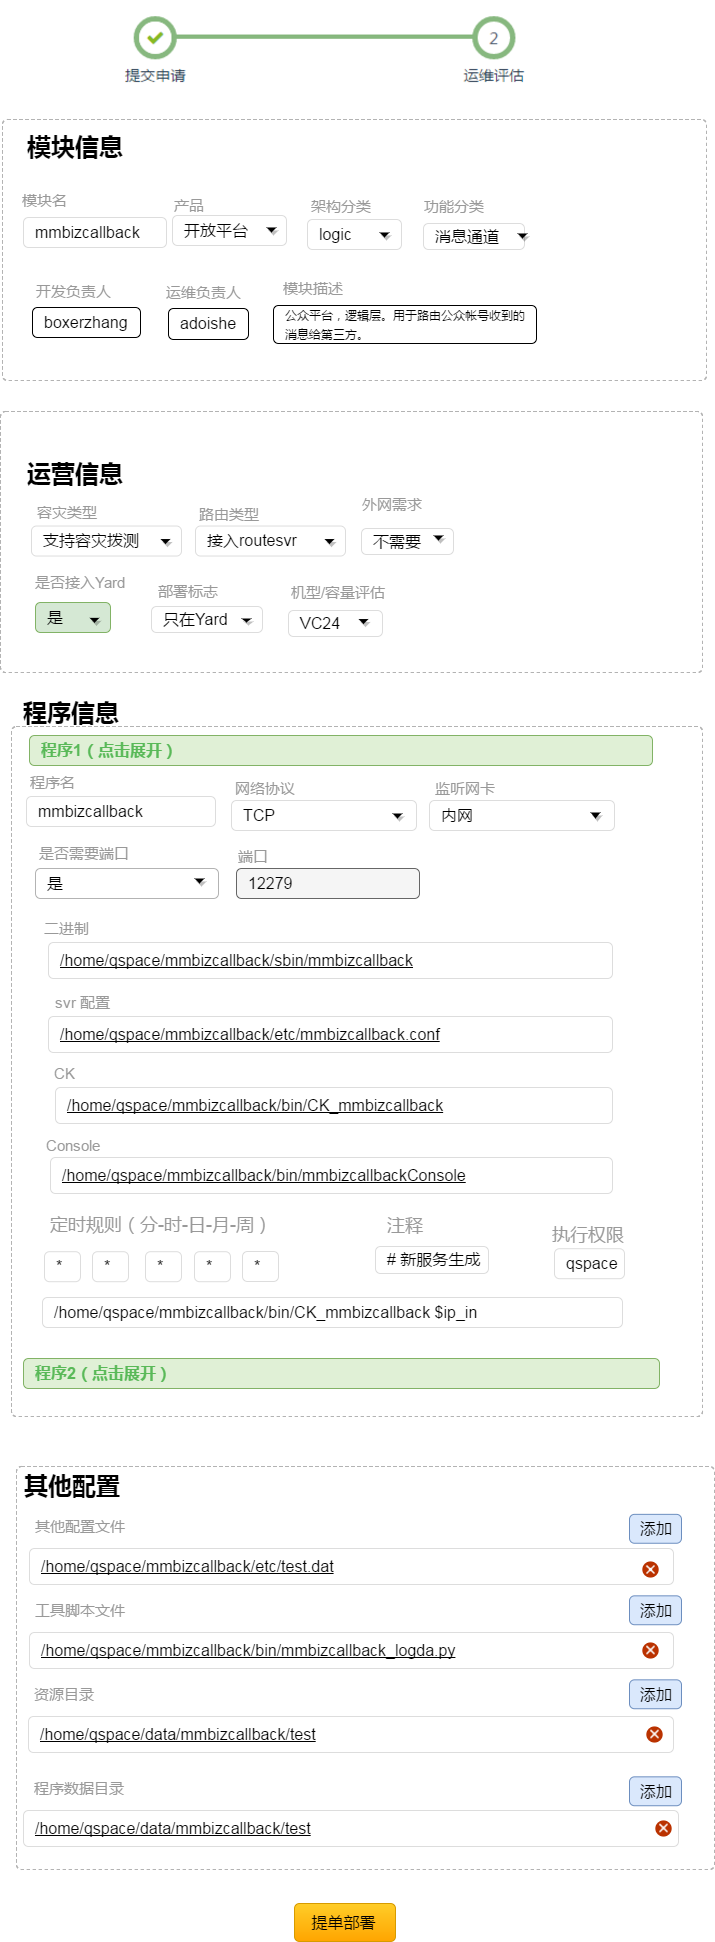 2
提交申请
运维评估
模块信息
模块名
产品
架构分类
功能分类
mmbizcallback
开放平台
logic
消息通道
开发负责人
运维负责人
模块描述
boxerzhang
adoishe
公众平台，逻辑层。用于路由公众帐号收到的
消息给第三方。
运营信息
容灾类型
路由类型
外网需求
支持容灾拨测
接入routesvr
不需要
是否接入Yard
部署标志
机型/容量评估
是
只在Yard
VC24
程序信息
程序1（点击展开）
程序名
网络协议
监听网卡
mmbizcallback
TCP
内网
是否需要端口
端口
是
12279
二进制
/home/qspace/mmbizcallback/sbin/mmbizcallback
svr 配置
/home/qspace/mmbizcallback/etc/mmbizcallback.conf
CK
/home/qspace/mmbizcallback/bin/CK_mmbizcallback
Console
/home/qspace/mmbizcallback/bin/mmbizcallbackConsole
定时规则（分-时-日-月-周）
注释
执行权限
* * * * *
# 新服务生成
qspace
/home/qspace/mmbizcallback/bin/CK_mmbizcallback $ip_in
程序2（点击展开）
其他配置
其他配置文件
添加
/home/qspace/mmbizcallback/etc/test.dat
工具脚本文件
添加
/home/qspace/mmbizcallback/bin/mmbizcallback_logda.py
资源目录
添加
/home/qspace/data/mmbizcallback/test
程序数据目录
添加
/home/qspace/data/mmbizcallback/test
提单部署